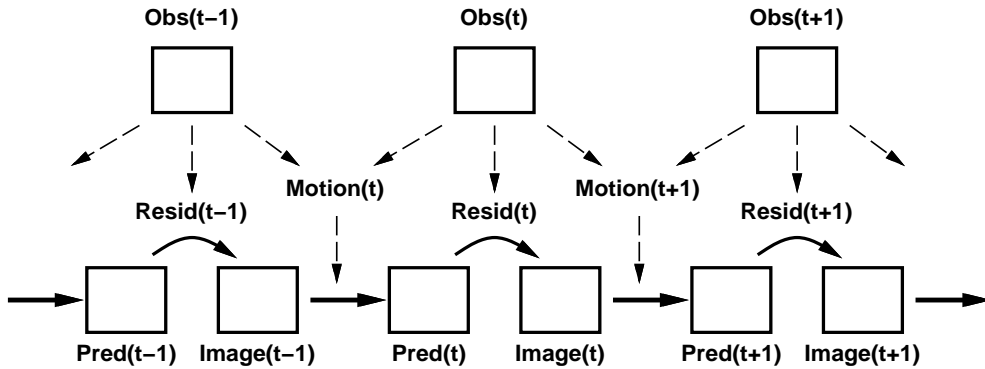 Obs(t−1) Obs(t) Obs(t+1)
Motion(t) Motion(t+1)
Resid(t−1) Resid(t) Resid(t+1)
Pred(t−1) Image(t−1) Pred(t) Image(t) Pred(t+1) Image(t+1)